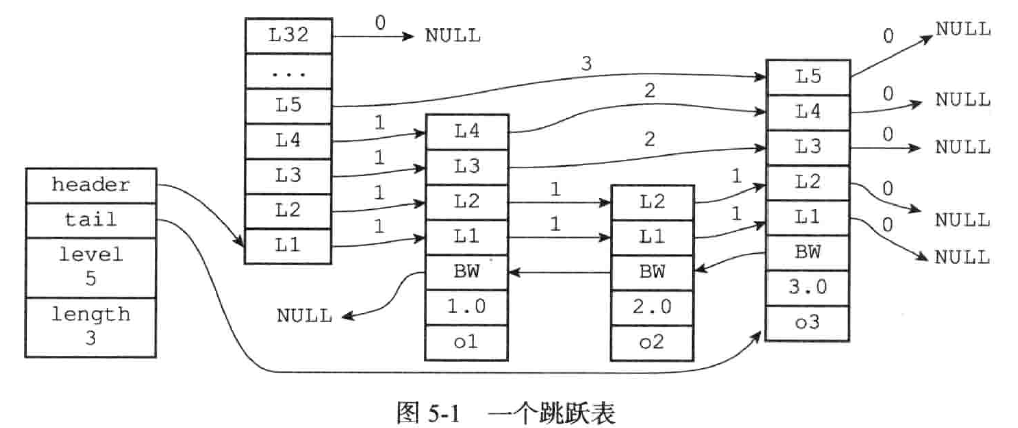 L32
0
NULL
...
L5
3
L4
1
L3
1
L2
1
L1
1
header
tail
level
5
length
3
NULL
L4
2
L3
2
L2
1
L1
1
BW
1.0
o1
L2
1
L1
1
BW
2.0
o2
L5
0
NULL
L4
0
NULL
L3
0
NULL
L2
0
NULL
L1
0
NULL
BW
3.0
o3
图 5-1 一个跳跃表